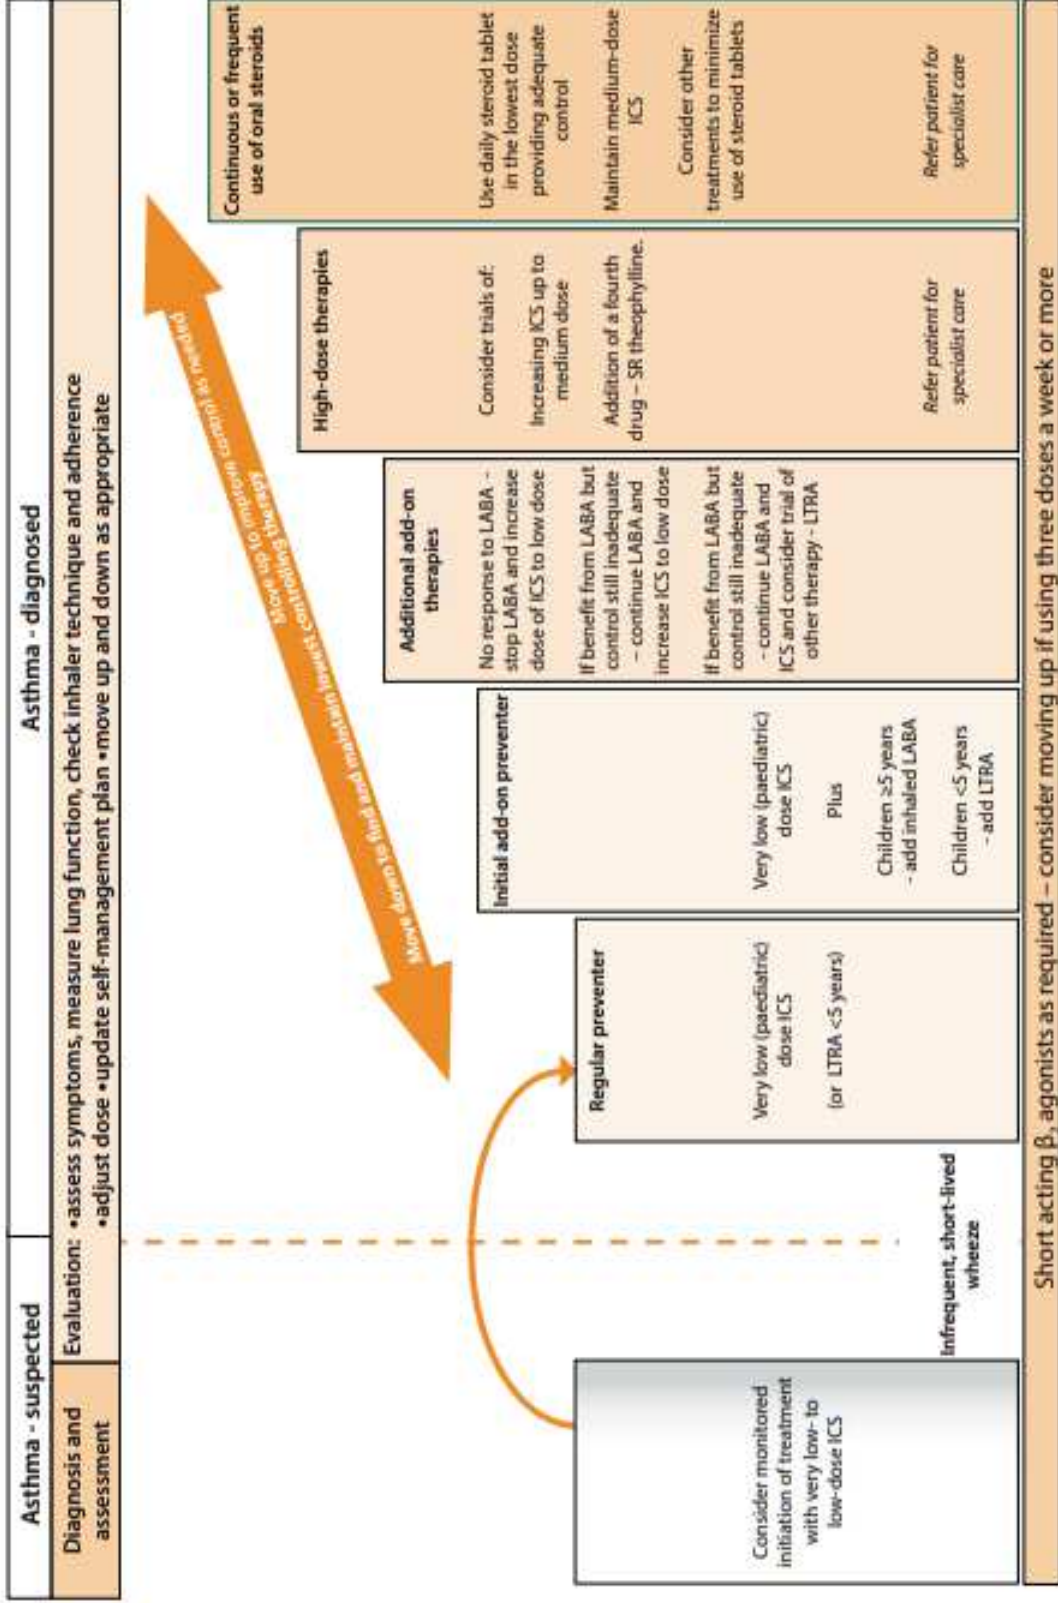 Asthma - suspected
Asthma - diagnosed
Diagnosis and
assessment
Evaluation: •assess symptoms, measure lung function, check inhaler technique and adherence
•adjust dose •update self-management plan •move up and down as appropriate
Move up to improve control as needed
Moving therapy
Move down to find and maintain lowest controlling therapy
Consider monitored
initiation of treatment
with very low- to
low-dose ICS
Infrequent, short-lived
wheeze
Regular preventer
Very low (paediatric)
dose ICS
(or LTRA <5 years)
Initial add-on preventer
Very low (paediatric)
dose ICS
Plus
Children ≥5 years
- add inhaled LABA
Children <5 years
- add LTRA
Additional add-on
therapies
No response to LABA -
stop LABA and increase
dose of ICS to low dose
If benefit from LABA but
control still inadequate
– continue LABA and
increase ICS to low dose
If benefit from LABA but
control still inadequate
- continue LABA and
ICS and consider trial of
other therapy - LTRA
High-dose therapies
Consider trials of:
Increasing ICS up to
medium dose
Addition of a fourth
drug – SR theophylline.
Refer patient for
specialist care
Continuous or frequent
use of oral steroids
Use daily steroid tablet
in the lowest dose
providing adequate
control
Maintain medium-dose
ICS
Consider other
treatments to minimize
use of steroid tablets
Refer patient for
specialist care
Short acting β₂ agonists as required – consider moving up if using three doses a week or more